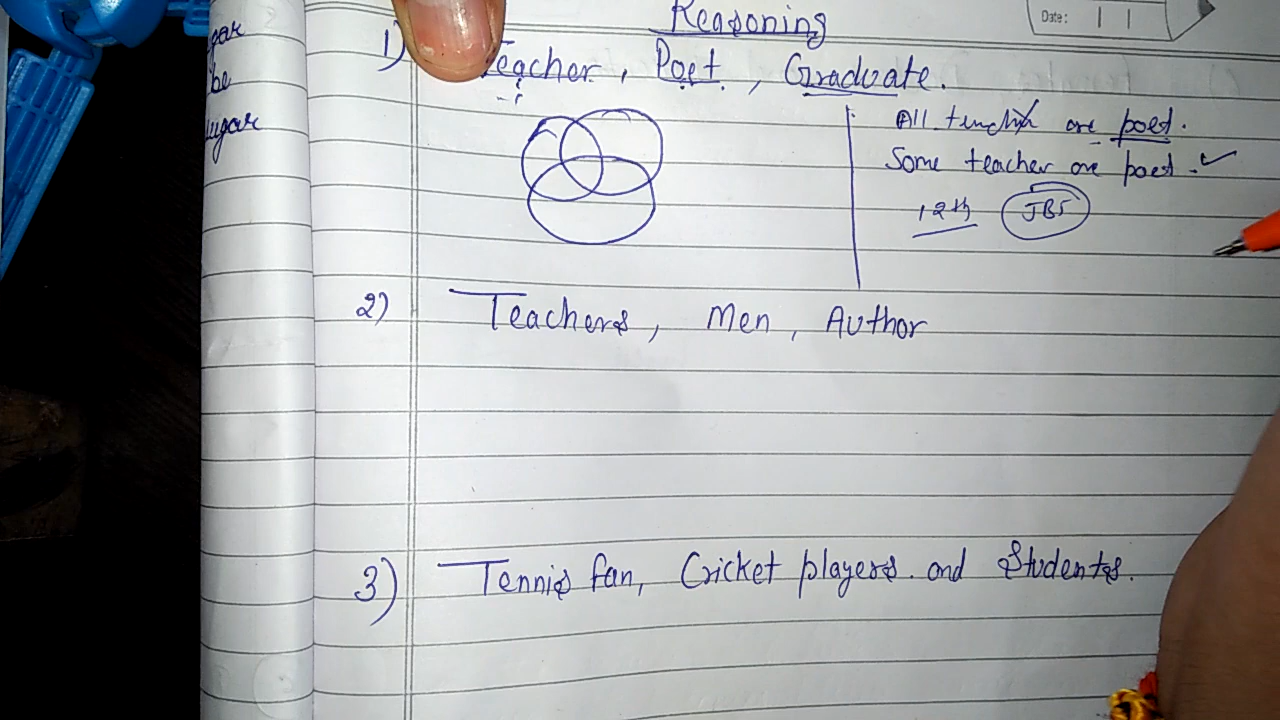 Reasoning
Date:
1) Teacher, Poet, Graduate.
All teacher are poet.
Some teacher are poet.
12th JBT
2) Teachers, Men, Author
3) Tennis fan, Cricket players and Students.
be